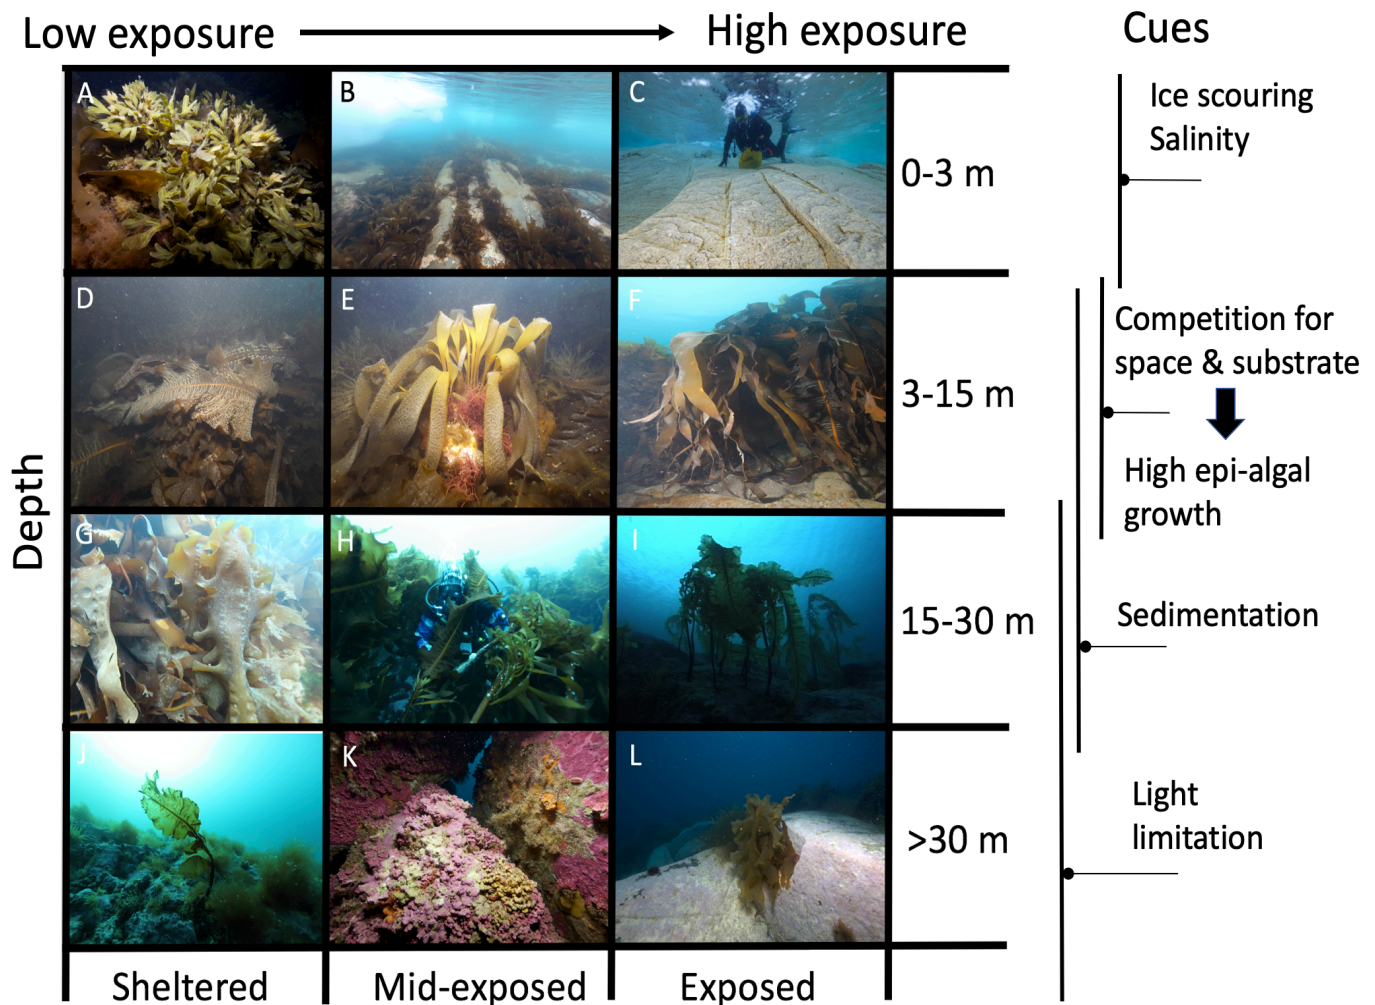 Low exposure
High exposure
Cues
A
B
C
0-3 m
Ice scouring
Salinity
D
E
F
3-15 m
Competition for
space & substrate
High epi-algal
growth
Depth
G
H
I
15-30 m
Sedimentation
J
K
L
>30 m
Light
limitation
Sheltered
Mid-exposed
Exposed